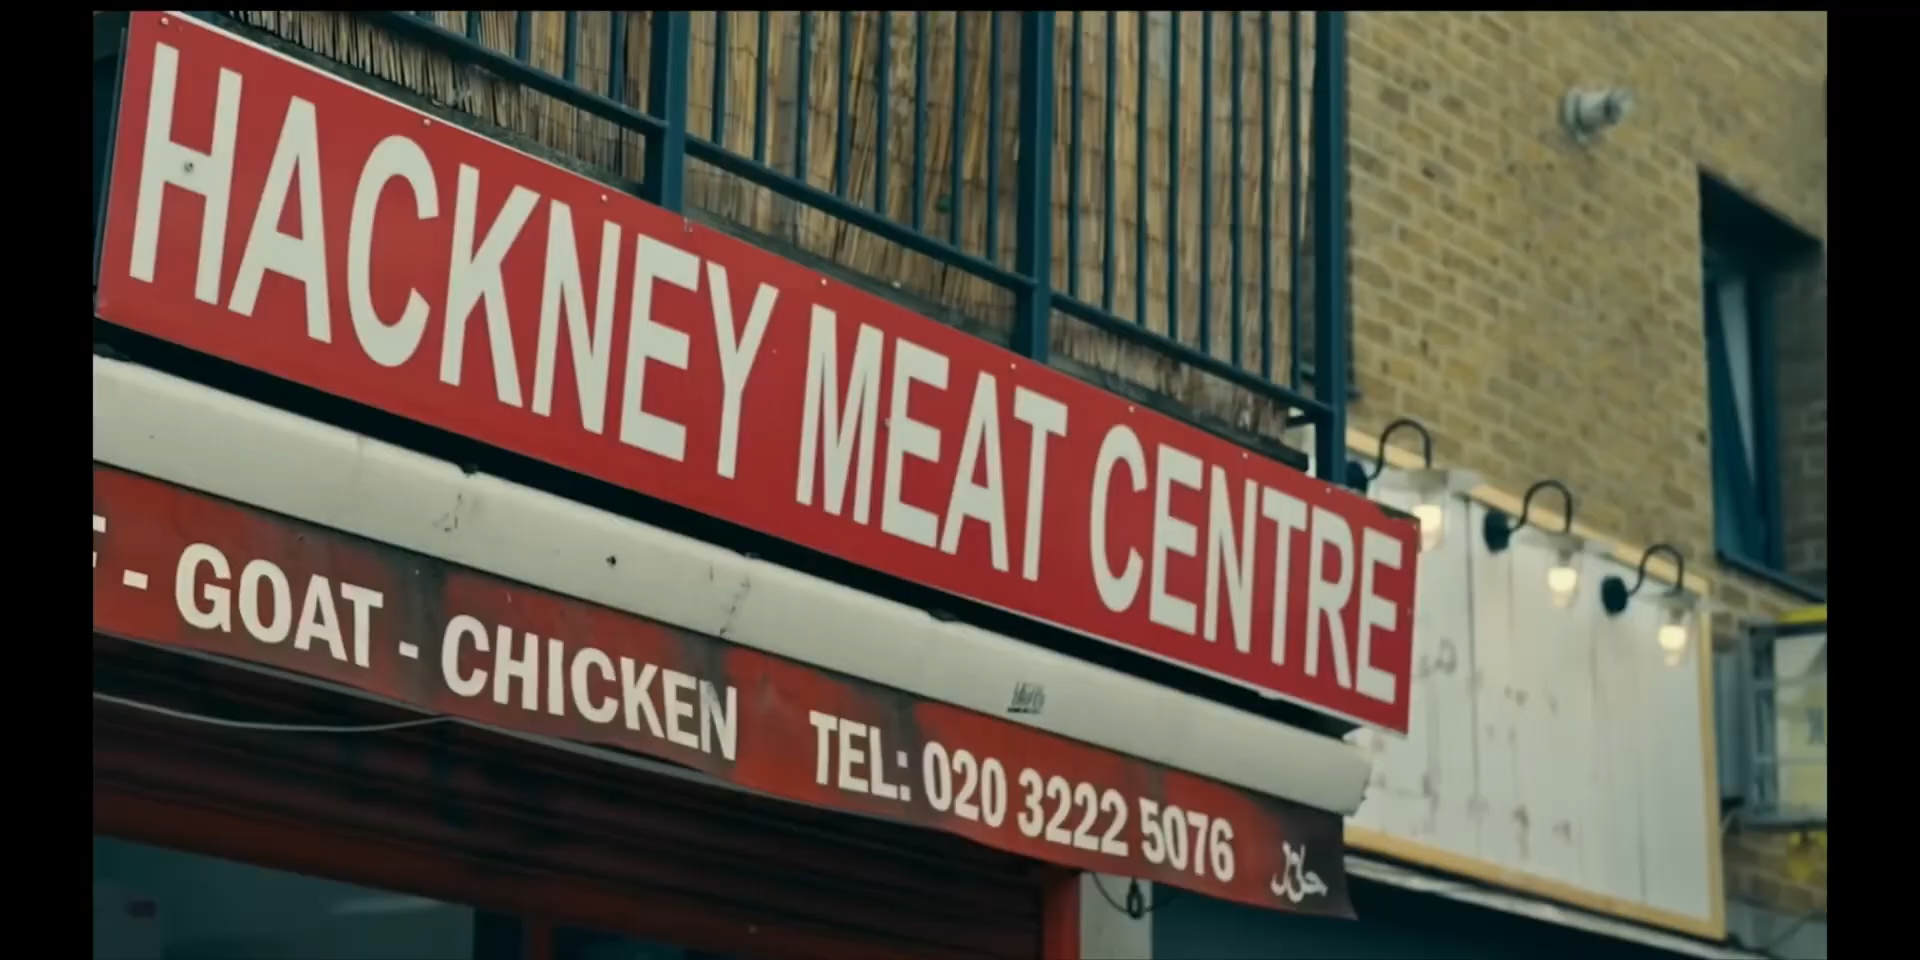 HACKNEY MEAT CENTRE
- GOAT - CHICKEN TEL: 020 3222 5076 حلال